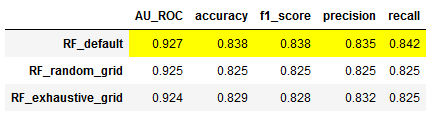 AU_ROC accuracy f1_score precision recall
RF_default 0.927 0.838 0.838 0.835 0.842
RF_random_grid 0.925 0.825 0.825 0.825 0.825
RF_exhaustive_grid 0.924 0.829 0.828 0.832 0.825